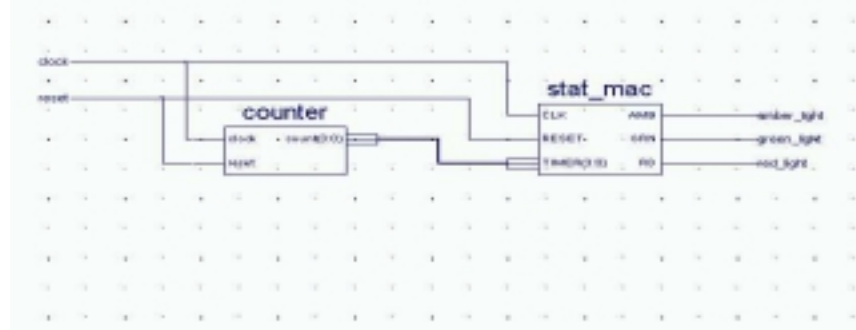 clock
stat_mac
reset
counter
CLK AMB amber_light
clock count(3:0) RESET GRN green_light
reset TIMER(3:0) RD red_light